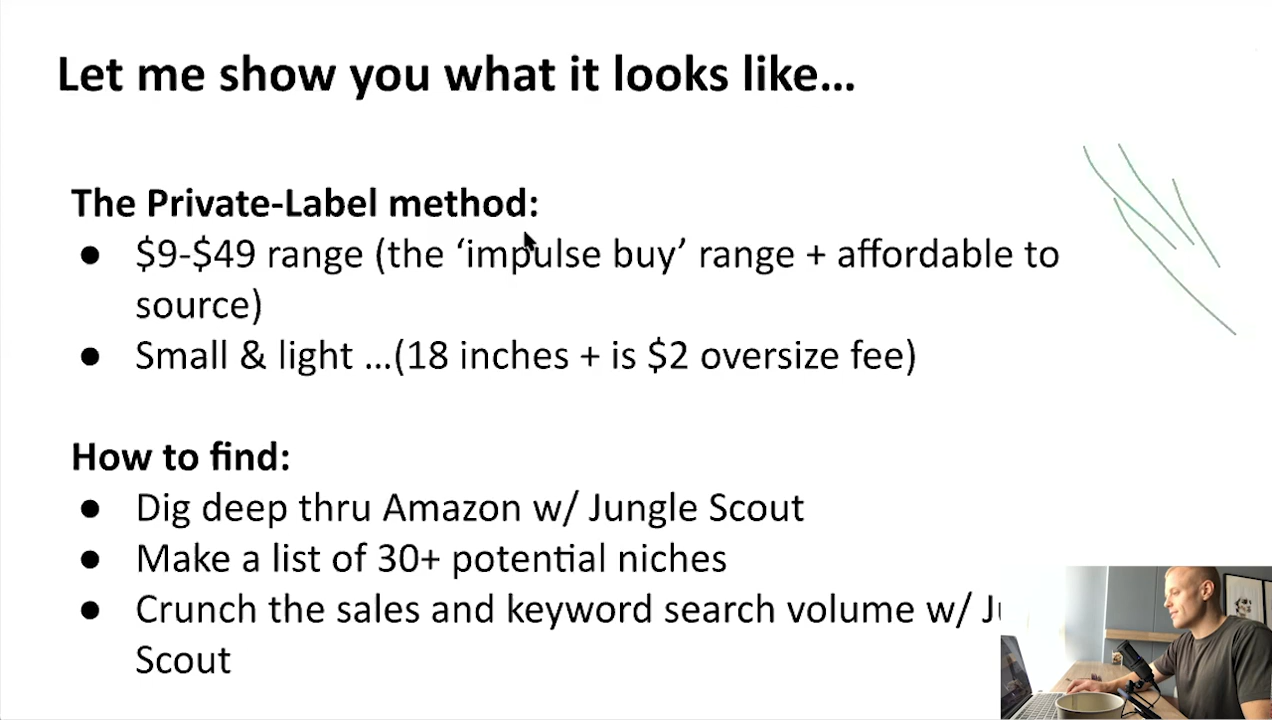 Let me show you what it looks like…
The Private-Label method:
● $9-$49 range (the ‘impulse buy’ range + affordable to
source)
● Small & light …(18 inches + is $2 oversize fee)
How to find:
● Dig deep thru Amazon w/ Jungle Scout
● Make a list of 30+ potential niches
● Crunch the sales and keyword search volume w/
Scout